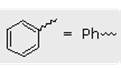 = Ph